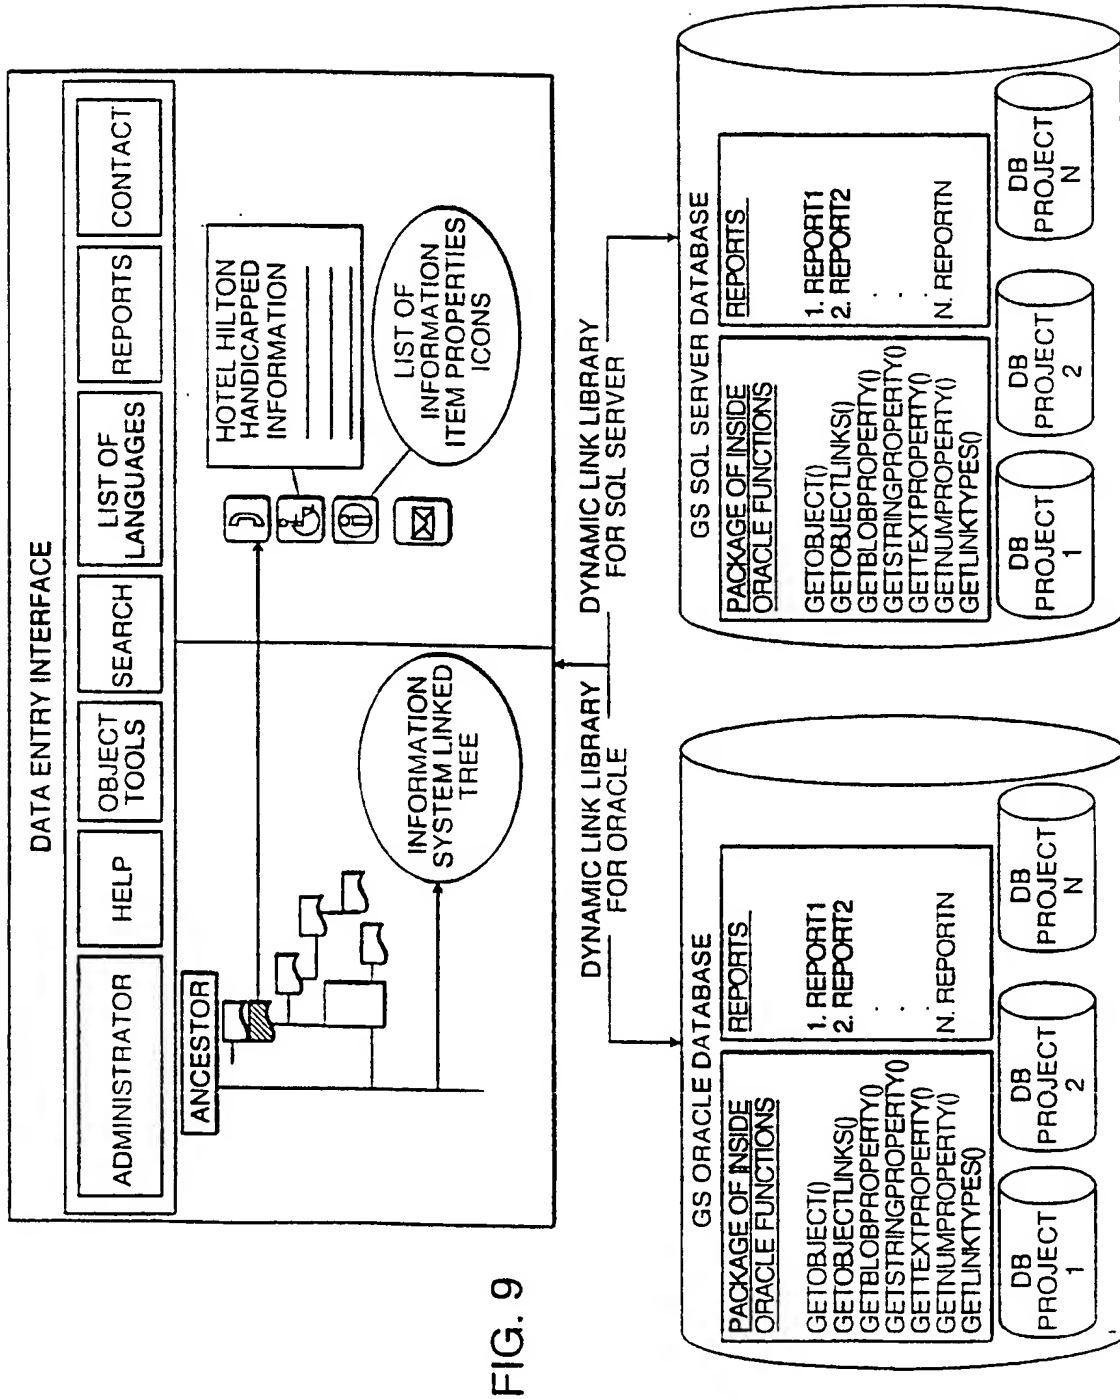 DATA ENTRY INTERFACE
ADMINISTRATOR
HELP
OBJECT
TOOLS
SEARCH
LIST OF
LANGUAGES
REPORTS
CONTACT
ANCESTOR
INFORMATION
SYSTEM LINKED
TREE
HOTEL HILTON
HANDICAPPED
INFORMATION
LIST OF
INFORMATION
ITEM PROPERTIES
ICONS
FIG. 9
DYNAMIC LINK LIBRARY
FOR ORACLE
DYNAMIC LINK LIBRARY
FOR SQL SERVER
GS ORACLE DATABASE
PACKAGE OF INSIDE
ORACLE FUNCTIONS
GETOBJECT()
GETOBJECTLINKS()
GETBLOBPROPERTY()
GETSTRINGPROPERTY()
GETTEXTPROPERTY()
GETNUMPROPERTY()
GETLINKTYPES()
REPORTS
1. REPORT1
2. REPORT2
N. REPORTN
DB
PROJECT
1
DB
PROJECT
2
DB
PROJECT
N
GS SQL SERVER DATABASE
PACKAGE OF INSIDE
ORACLE FUNCTIONS
GETOBJECT()
GETOBJECTLINKS()
GETBLOBPROPERTY()
GETSTRINGPROPERTY()
GETTEXTPROPERTY()
GETNUMPROPERTY()
GETLINKTYPES()
REPORTS
1. REPORT1
2. REPORT2
N. REPORTN
DB
PROJECT
1
DB
PROJECT
2
DB
PROJECT
N